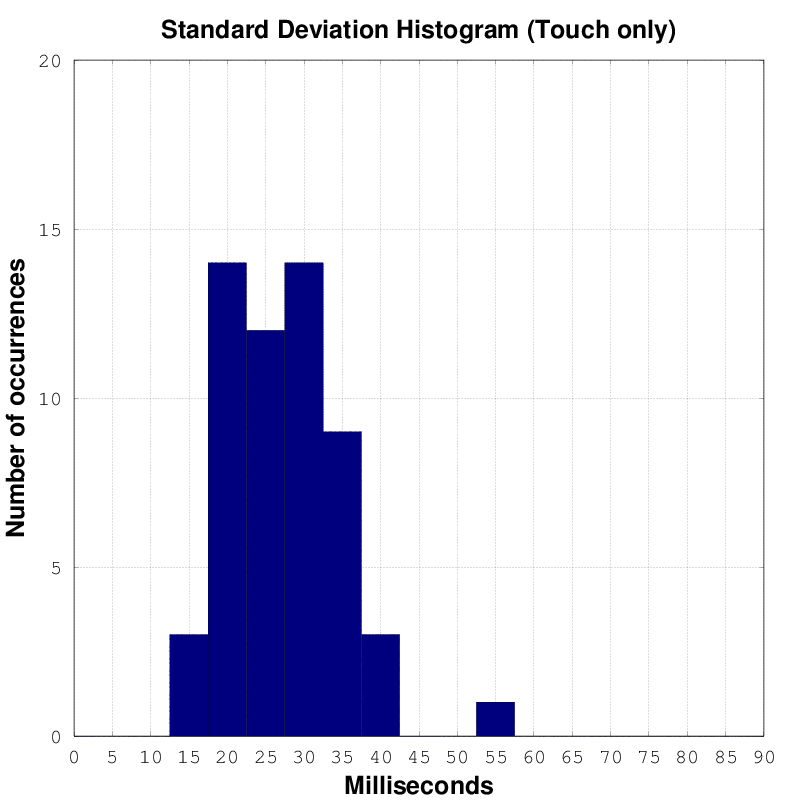 Standard Deviation Histogram (Touch only)
20
15
10
5
0
Number of occurrences
0 5 10 15 20 25 30 35 40 45 50 55 60 65 70 75 80 85 90
Milliseconds